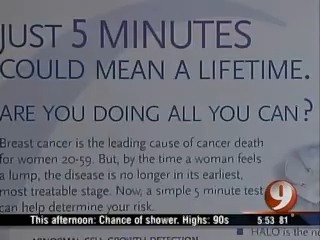 JUST 5 MINUTES
COULD MEAN A LIFETIME.
ARE YOU DOING ALL YOU CAN?
Breast cancer is the leading cause of cancer death
for women 20-59. But, by the time a woman feels
a lump, the disease is no longer in its earliest,
most treatable stage. Now, a simple 5 minute test
can help determine your risk.
9
This afternoon: Chance of shower. Highs: 90s
5:53 81°
HALO is the